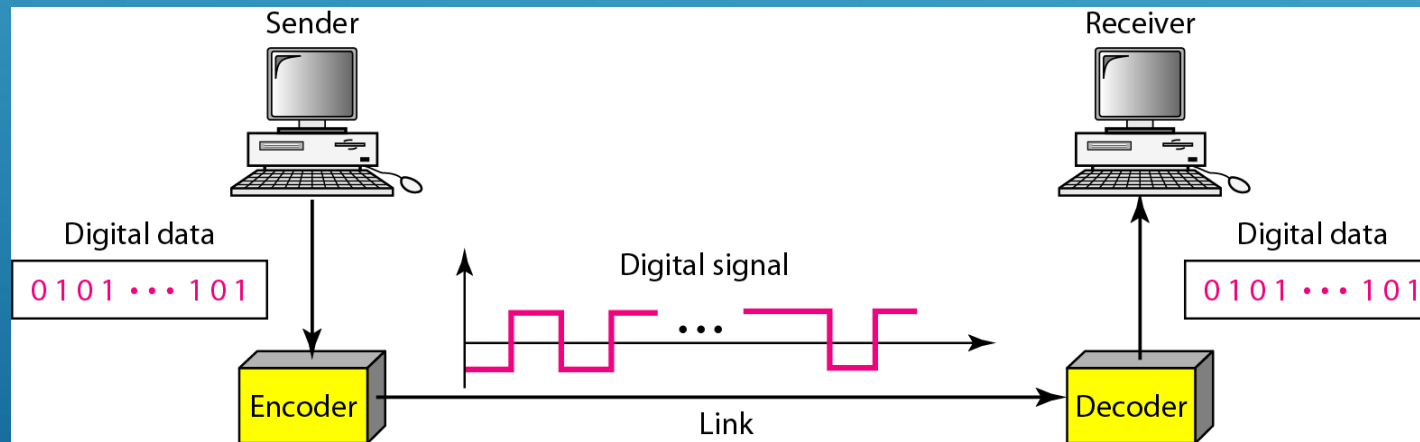 Sender
Receiver
Digital data
0101 ••• 101
Digital signal
•••
Digital data
0101 ••• 101
Encoder
Link
Decoder